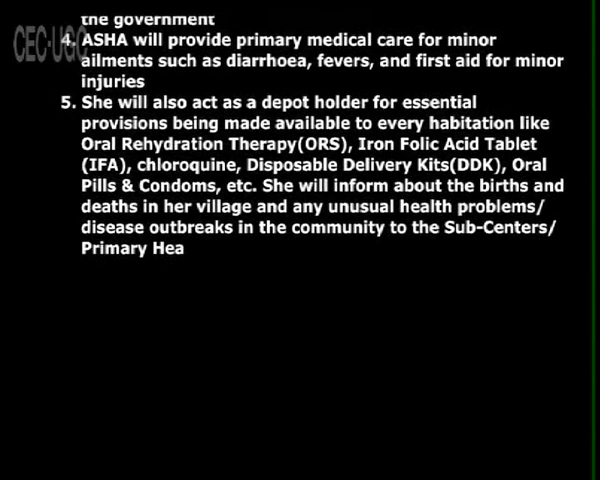 the government
CEC-UGC
4. ASHA will provide primary medical care for minor
ailments such as diarrhoea, fevers, and first aid for minor
injuries
5. She will also act as a depot holder for essential
provisions being made available to every habitation like
Oral Rehydration Therapy(ORS), Iron Folic Acid Tablet
(IFA), chloroquine, Disposable Delivery Kits(DDK), Oral
Pills & Condoms, etc. She will inform about the births and
deaths in her village and any unusual health problems/
disease outbreaks in the community to the Sub-Centers/
Primary Hea